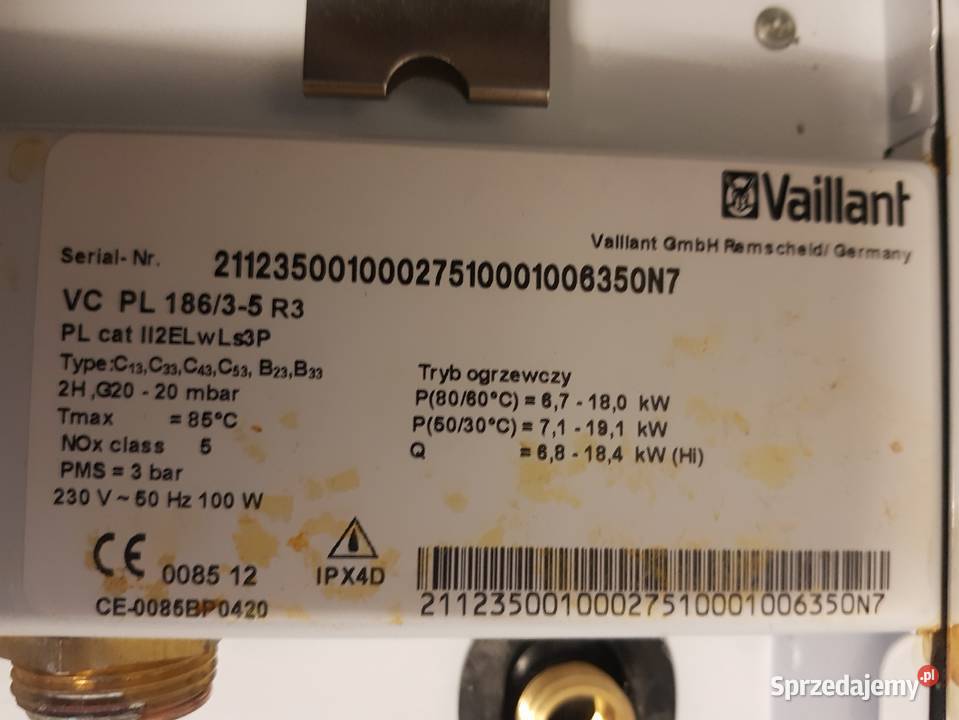 Vaillant
Vaillant GmbH Remscheid/ Germany
Serial- Nr. 21123500100027510001006350N7
VC PL 186/3-5 R3
PL cat II2ELwLs3P
Type:C13,C33,C43,C53, B23,B33
2H,G20 - 20 mbar
Tmax = 85°C
NOx class 5
PMS = 3 bar
230 V ~ 50 Hz 100 W
Tryb ogrzewczy
P(80/60°C) = 6,7 - 18,0 kW
P(50/30°C) = 7,1 - 19,1 kW
Q = 6,8 - 18,4 kW (Hi)
CE 0085 12
IPX4D
CE-0085BP0420
21123500100027510001006350N7
Sprzedajemy.pl